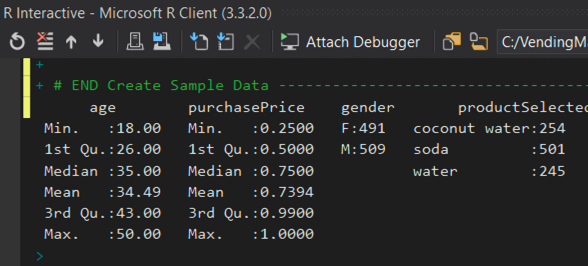 R Interactive - Microsoft R Client (3.3.2.0)
Attach Debugger C:/VendingMa
+
+ # END Create Sample Data -----------------------------------
age purchasePrice gender productSelected
Min. :18.00 Min. :0.2500 F:491 coconut water:254
1st Qu.:26.00 1st Qu.:0.5000 M:509 soda :501
Median :35.00 Median :0.7500 water :245
Mean :34.49 Mean :0.7394
3rd Qu.:43.00 3rd Qu.:0.9900
Max. :50.00 Max. :1.0000
>